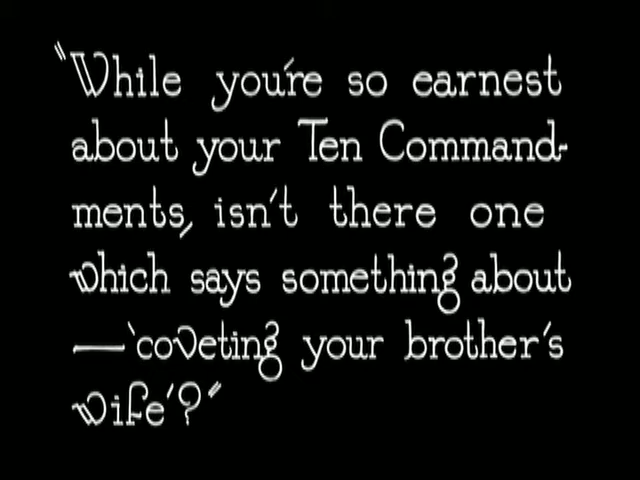 "While you're so earnest
about your Ten Command-
ments, isn't there one
which says something about
—'coveting your brother's
wife'?"